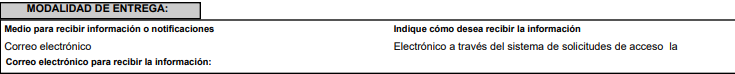 MODALIDAD DE ENTREGA:
Medio para recibir información o notificaciones
Indique cómo desea recibir la información
Correo electrónico
Electrónico a través del sistema de solicitudes de acceso la
Correo electrónico para recibir la información: